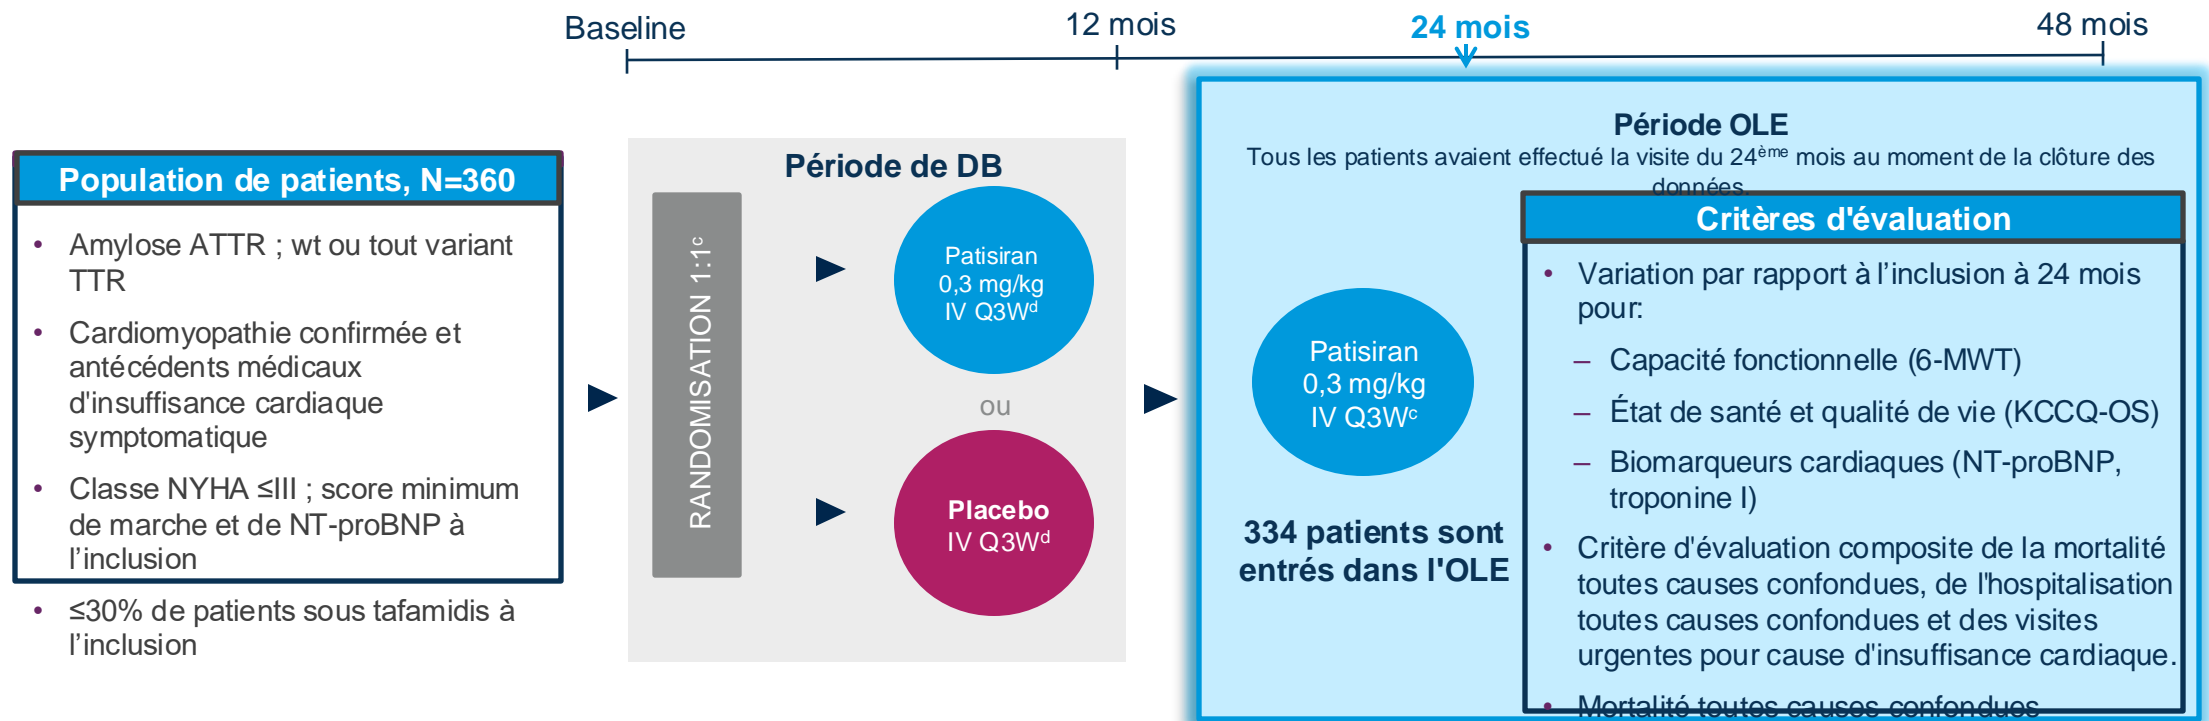 Baseline
12 mois
24 mois
48 mois
Population de patients, N=360
• Amylose ATTR ; wt ou tout variant
TTR
• Cardiomyopathie confirmée et
antécédents médicaux
d'insuffisance cardiaque
symptomatique
• Classe NYHA ≤III ; score minimum
de marche et de NT-proBNP à
l’inclusion
• ≤30% de patients sous tafamidis à
l’inclusion
Période de DB
RANDOMISATION 1:1ᶜ
Patisiran
0,3 mg/kg
IV Q3Wᵈ
ou
Placebo
IV Q3Wᵈ
Période OLE
Tous les patients avaient effectué la visite du 24ᵉᵐᵉ mois au moment de la clôture des
données.
Patisiran
0,3 mg/kg
IV Q3Wᶜ
334 patients sont
entrés dans l'OLE
Critères d'évaluation
• Variation par rapport à l’inclusion à 24 mois
pour:
– Capacité fonctionnelle (6-MWT)
– État de santé et qualité de vie (KCCQ-OS)
– Biomarqueurs cardiaques (NT-proBNP,
troponine I)
• Critère d'évaluation composite de la mortalité
toutes causes confondues, de l'hospitalisation
toutes causes confondues et des visites
urgentes pour cause d'insuffisance cardiaque.
• Mortalité toutes causes confondues